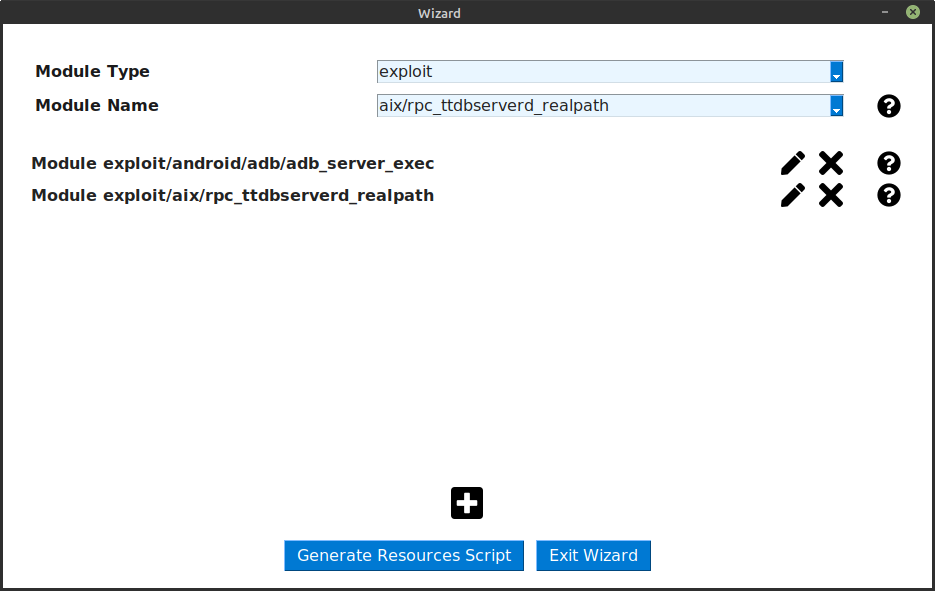 Wizard
Module Type exploit
Module Name aix/rpc_ttdbserverd_realpath
Module exploit/android/adb/adb_server_exec
Module exploit/aix/rpc_ttdbserverd_realpath
Generate Resources Script Exit Wizard